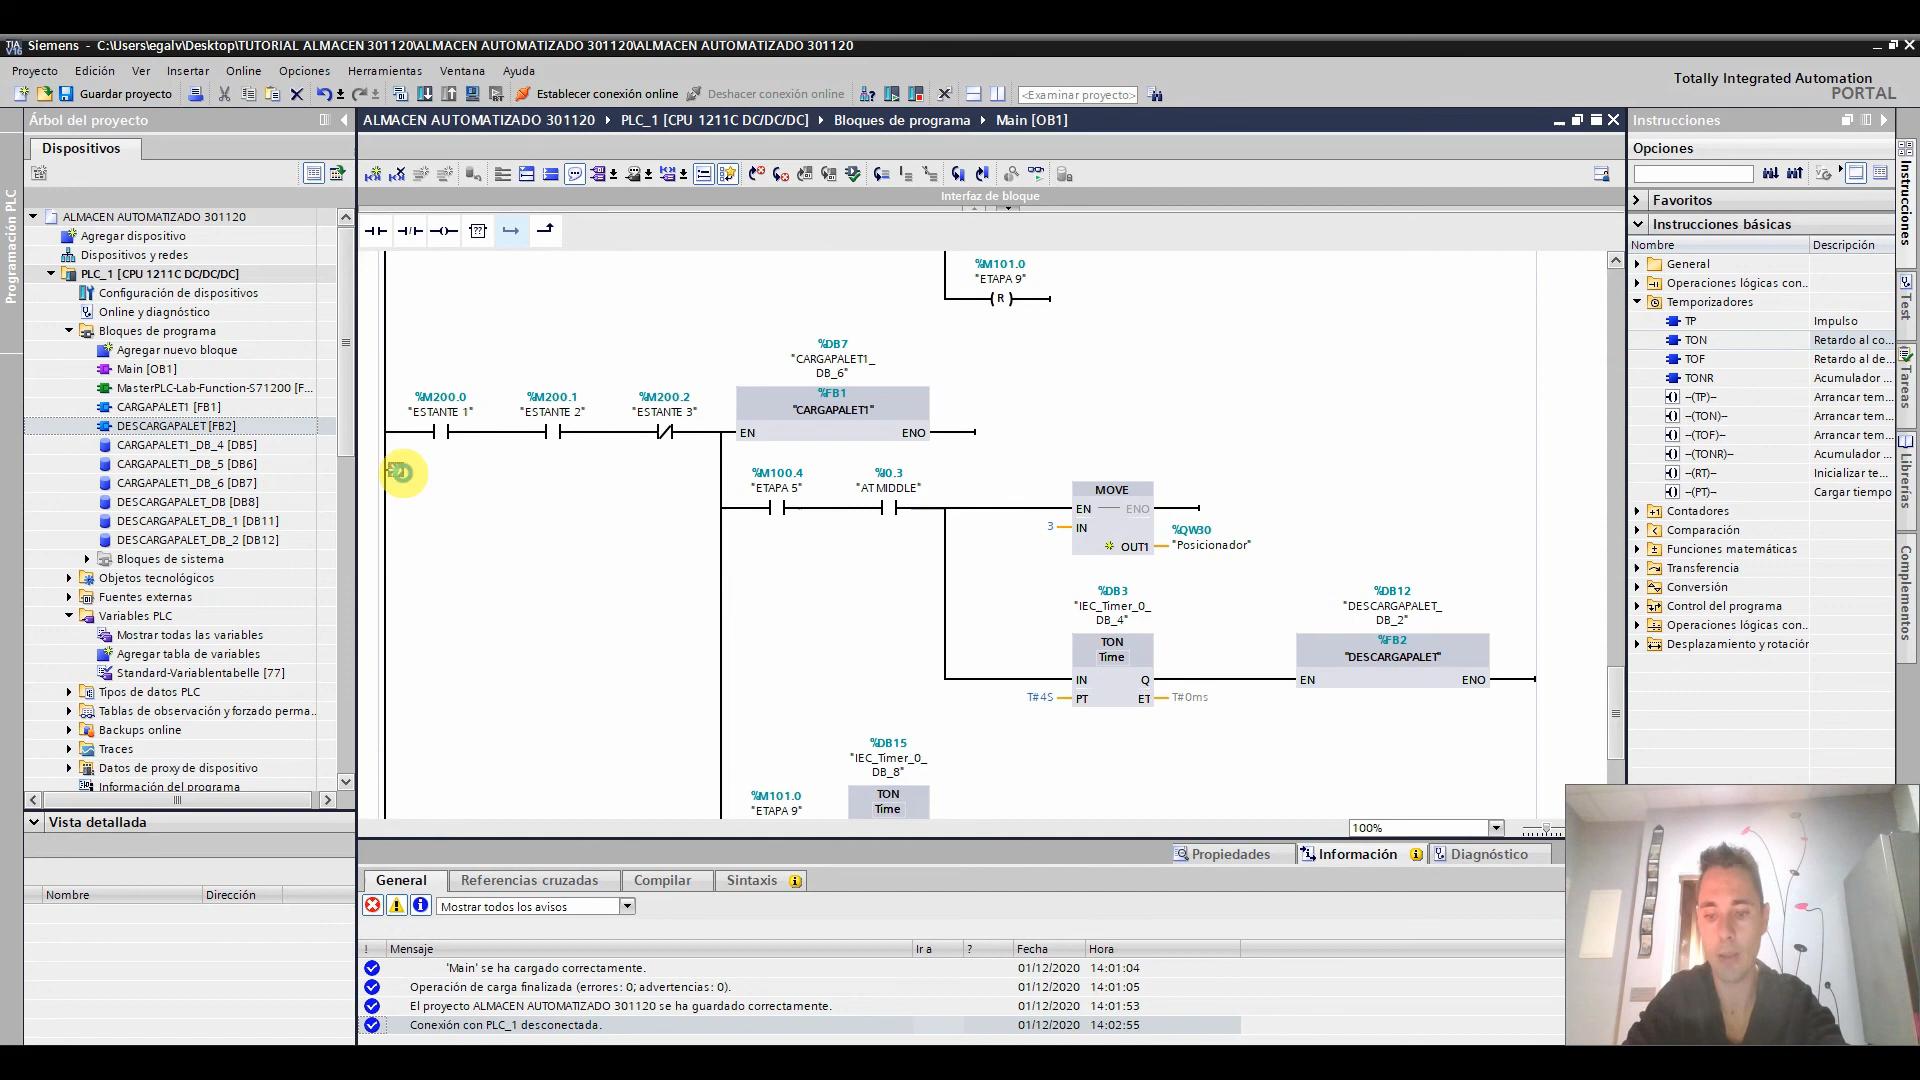 Siemens - C:\Users\egalv\Desktop\TUTORIAL ALMACEN 301120\ALMACEN AUTOMATIZADO 301120\ALMACEN AUTOMATIZADO 301120
Proyecto Edición Ver Insertar Online Opciones Herramientas Ventana Ayuda
Totally Integrated Automation
PORTAL
Guardar proyecto Establecer conexión online Deshacer conexión online <Examinar proyecto>
Árbol del proyecto
ALMACEN AUTOMATIZADO 301120 PLC_1 [CPU 1211C DC/DC/DC] Bloques de programa Main [OB1]
Instrucciones
Dispositivos
Opciones
Interfaz de bloque
Programación PLC
ALMACEN AUTOMATIZADO 301120
Agregar dispositivo
Dispositivos y redes
PLC_1 [CPU 1211C DC/DC/DC]
Configuración de dispositivos
Online y diagnóstico
Bloques de programa
Agregar nuevo bloque
Main [OB1]
MasterPLC-Lab-Function-S71200 [F...
CARGAPALET1 [FB1]
DESCARGAPALET [FB2]
CARGAPALET1_DB_4 [DB5]
CARGAPALET1_DB_5 [DB6]
CARGAPALET1_DB_6 [DB7]
DESCARGAPALET_DB [DB8]
DESCARGAPALET_DB_1 [DB11]
DESCARGAPALET_DB_2 [DB12]
Bloques de sistema
Objetos tecnológicos
Fuentes externas
Variables PLC
Mostrar todas las variables
Agregar tabla de variables
Standard-Variablentabelle [77]
Tipos de datos PLC
Tablas de observación y forzado perma...
Backups online
Traces
Datos de proxy de dispositivo
Información del programa
Vista detallada
Nombre Dirección
%M101.0
"ETAPA 9"
R
%DB7
"CARGAPALET1_
DB_6"
%M200.0 %M200.1 %M200.2 %FB1
"ESTANTE 1" "ESTANTE 2" "ESTANTE 3" "CARGAPALET1"
EN ENO
%M100.4 %I0.3
"ETAPA 5" "AT MIDDLE" MOVE
EN ENO
3 IN %QW30
OUT1 "Posicionador"
%DB3 %DB12
"IEC_Timer_0_ "DESCARGAPALET_
DB_4" DB_2"
TON %FB2
Time "DESCARGAPALET"
IN Q EN ENO
T#4S PT ET T#0ms
%DB15
"IEC_Timer_0_
DB_8"
%M101.0 TON
"ETAPA 9" Time
100%
Favoritos
Instrucciones básicas
Nombre Descripción
General
Operaciones lógicas con...
Temporizadores
TP Impulso
TON Retardo al co...
TOF Retardo al de...
TONR Acumulador ...
-(TP)- Arrancar tem...
-(TON)- Arrancar tem...
-(TOF)- Arrancar tem...
-(TONR)- Arrancar tem...
-(RT)- Inicializar te...
-(PT)- Cargar tiempo
Contadores
Comparación
Funciones matemáticas
Transferencia
Conversión
Control del programa
Operaciones lógicas con...
Desplazamiento y rotación
Instrucciones
Test
Tareas
Librerías
Complementos
Propiedades Información Diagnóstico
General Referencias cruzadas Compilar Sintaxis
Mostrar todos los avisos
! Mensaje Ir a ? Fecha Hora
'Main' se ha cargado correctamente. 01/12/2020 14:01:04
Operación de carga finalizada (errores: 0; advertencias: 0). 01/12/2020 14:01:05
El proyecto ALMACEN AUTOMATIZADO 301120 se ha guardado correctamente. 01/12/2020 14:01:53
Conexión con PLC_1 desconectada. 01/12/2020 14:02:55